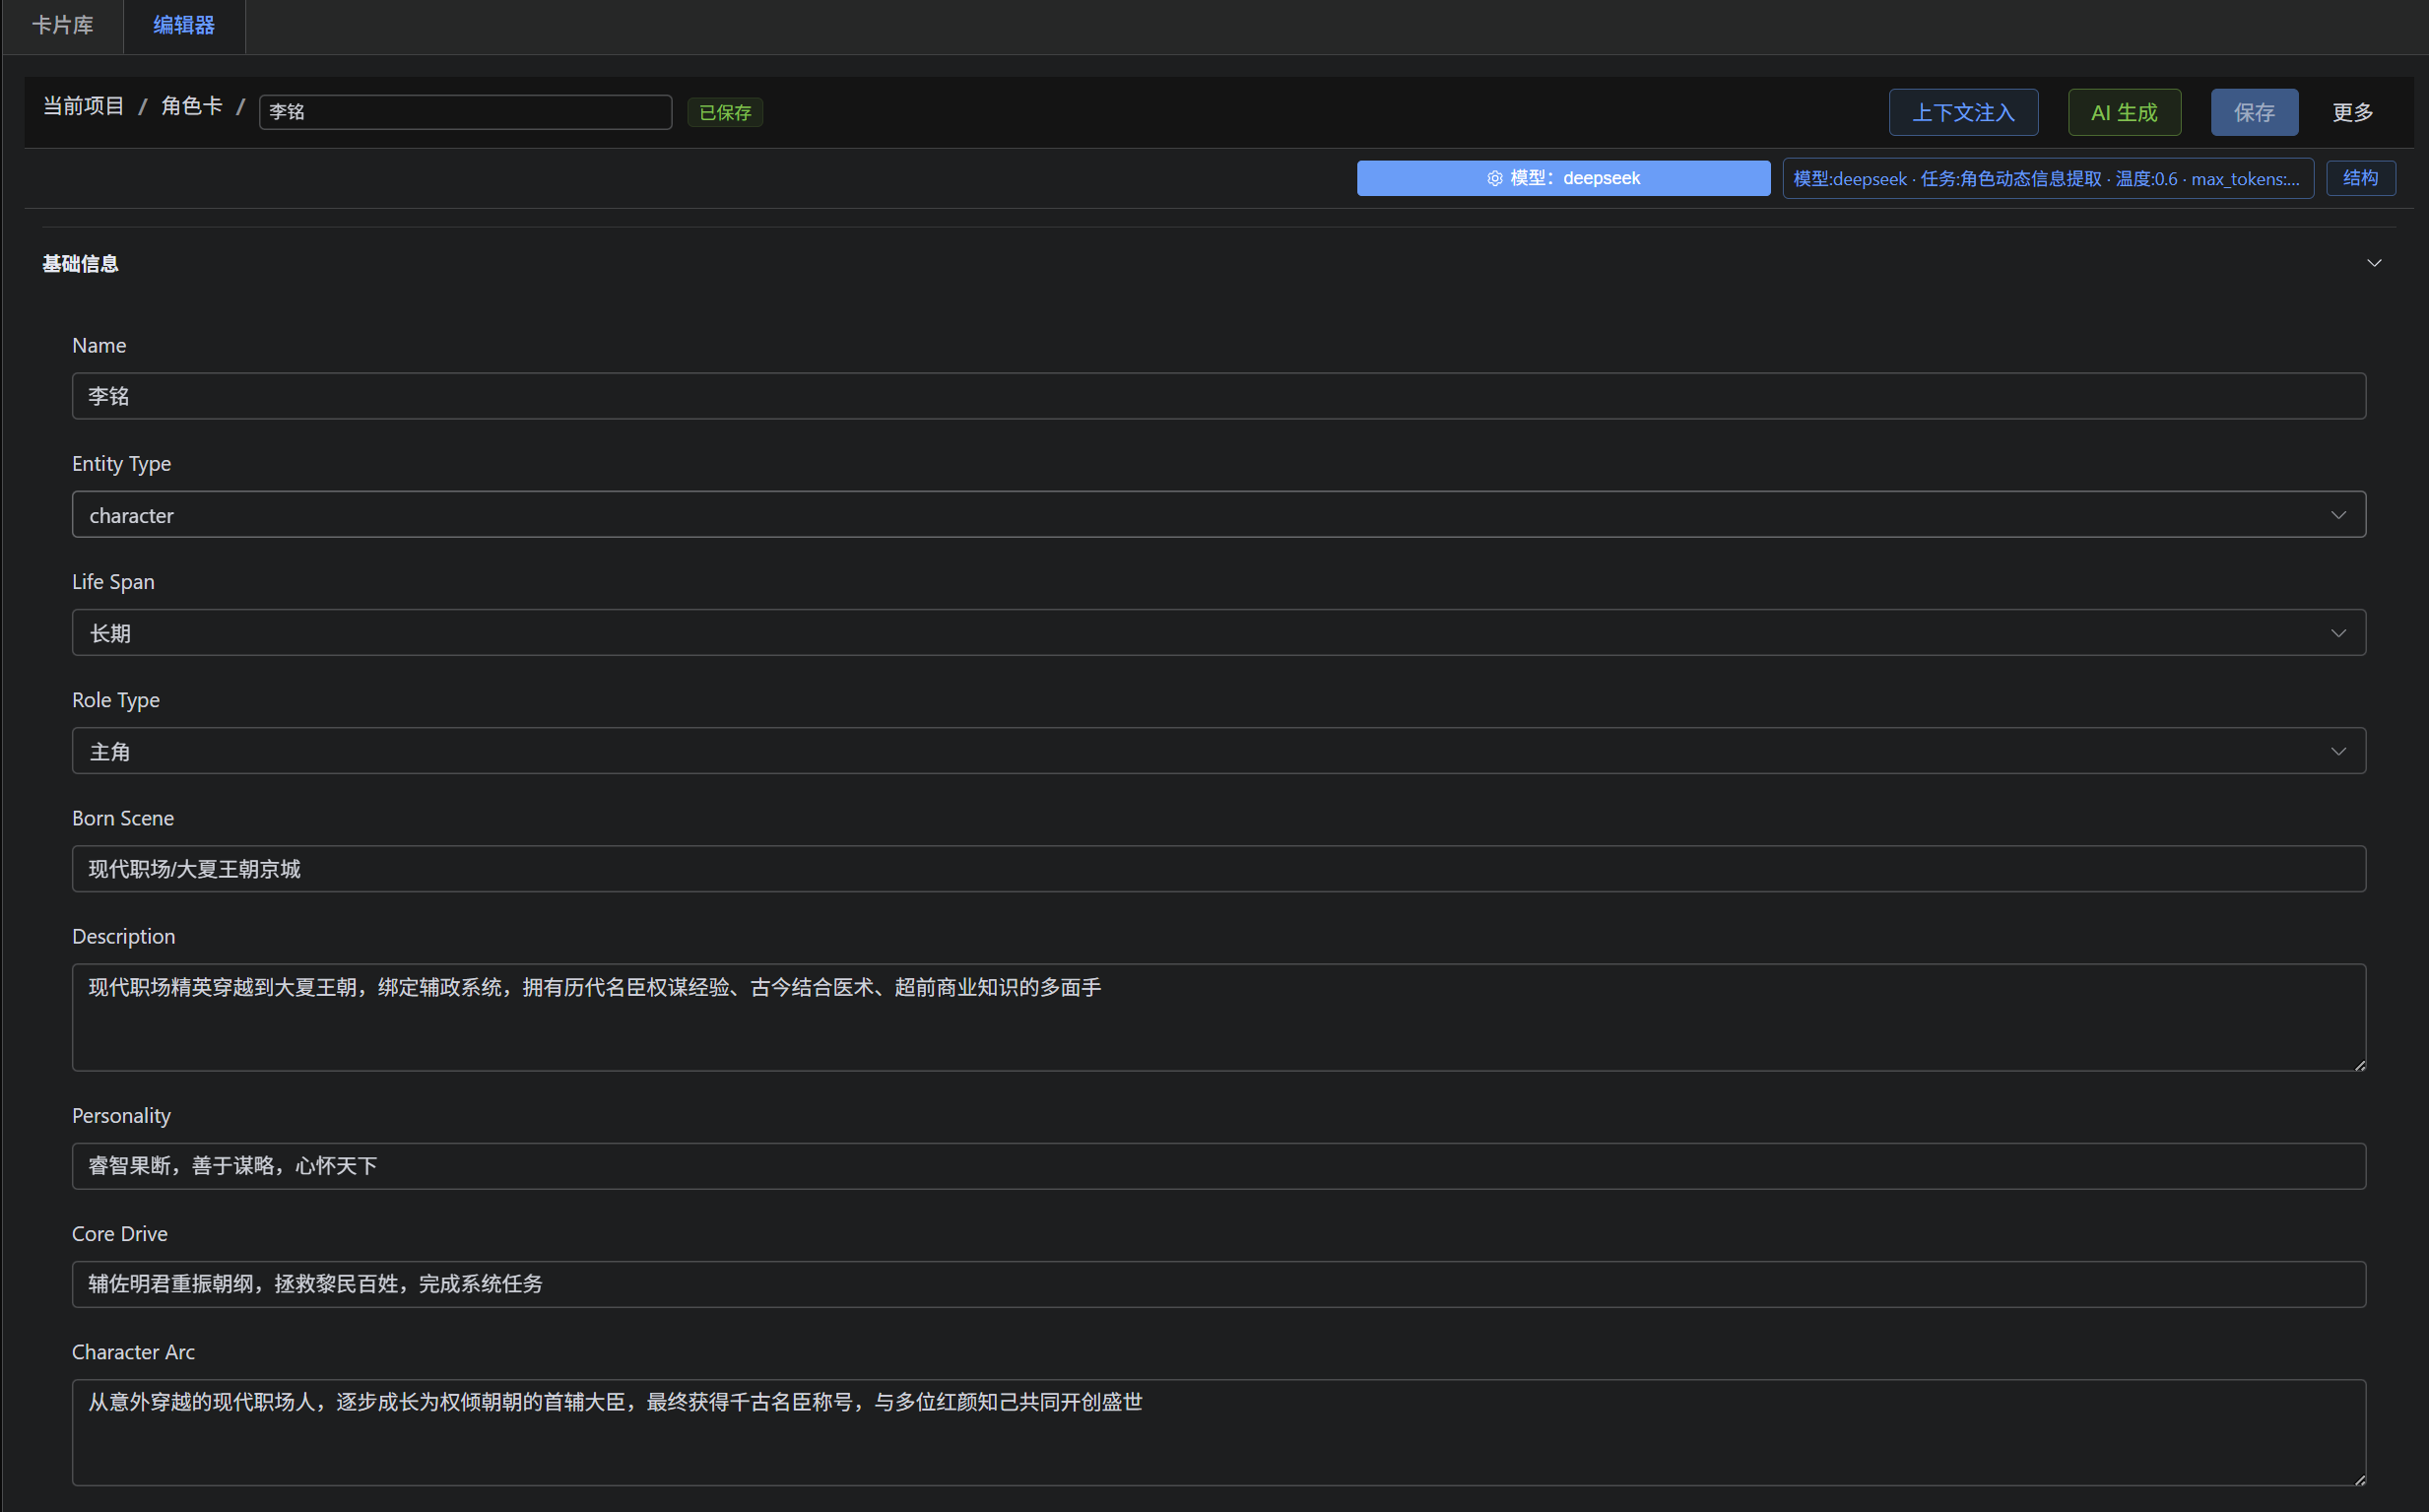 卡片库
编辑器
当前项目 / 角色卡 / 李铭 已保存
上下文注入
AI 生成
保存
更多
模型：deepseek
模型:deepseek · 任务:角色动态信息提取 · 温度:0.6 · max_tokens:...
结构
基础信息
Name
李铭
Entity Type
character
Life Span
长期
Role Type
主角
Born Scene
现代职场/大夏王朝京城
Description
现代职场精英穿越到大夏王朝，绑定辅政系统，拥有历代名臣权谋经验、古今结合医术、超前商业知识的多面手
Personality
睿智果断，善于谋略，心怀天下
Core Drive
辅佐明君重振朝纲，拯救黎民百姓，完成系统任务
Character Arc
从意外穿越的现代职场人，逐步成长为权倾朝朝的首辅大臣，最终获得千古名臣称号，与多位红颜知己共同开创盛世